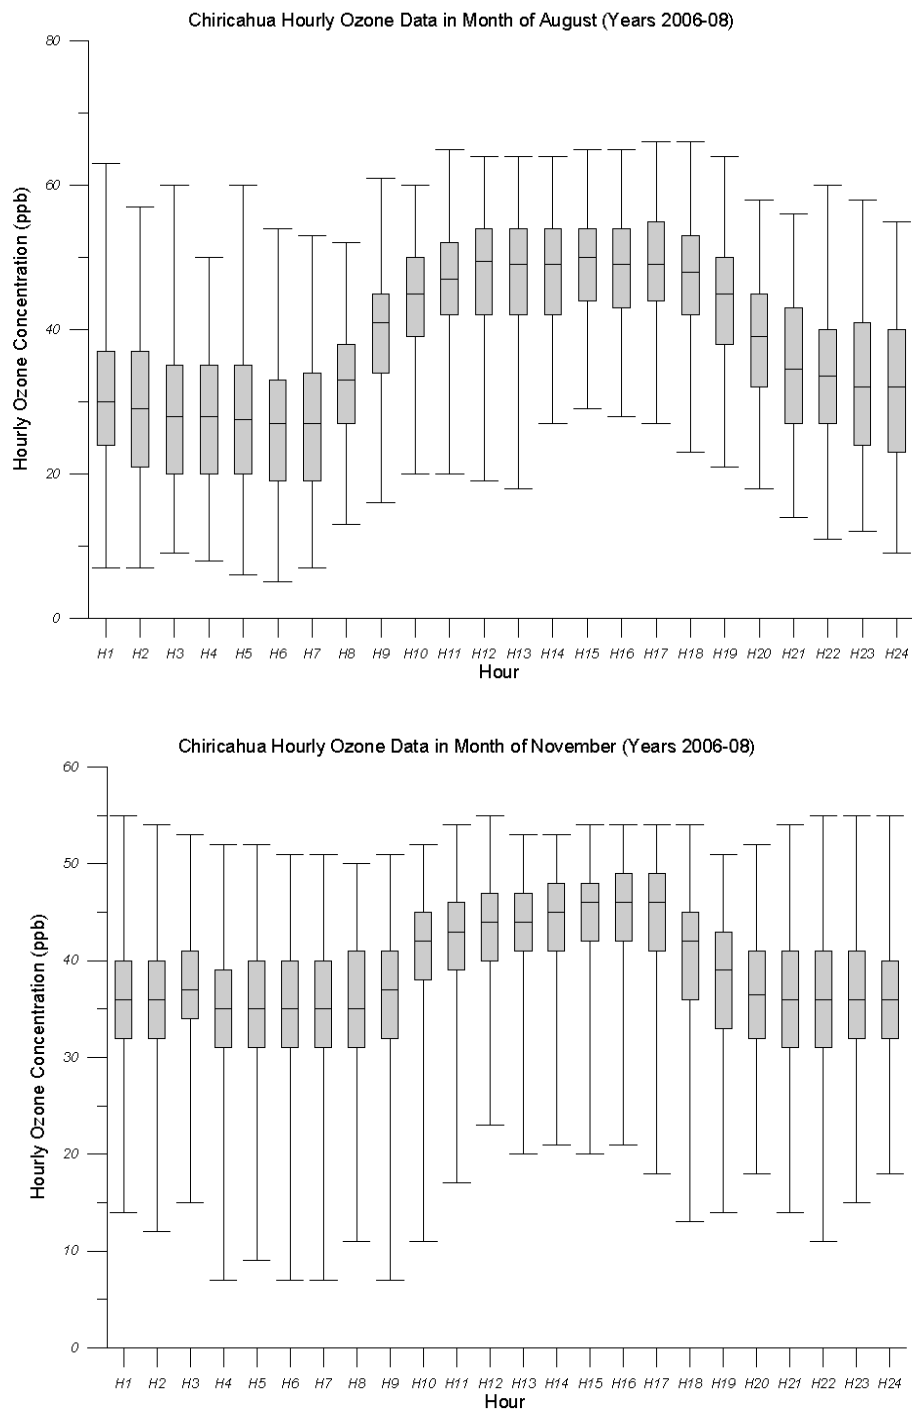 Chiricahua Hourly Ozone Data in Month of August (Years 2006-08)
80
60
40
20
0
Hourly Ozone Concentration (ppb)
H1 H2 H3 H4 H5 H6 H7 H8 H9 H10 H11 H12 H13 H14 H15 H16 H17 H18 H19 H20 H21 H22 H23 H24
Hour
Chiricahua Hourly Ozone Data in Month of November (Years 2006-08)
60
50
40
30
20
10
0
Hourly Ozone Concentration (ppb)
H1 H2 H3 H4 H5 H6 H7 H8 H9 H10 H11 H12 H13 H14 H15 H16 H17 H18 H19 H20 H21 H22 H23 H24
Hour